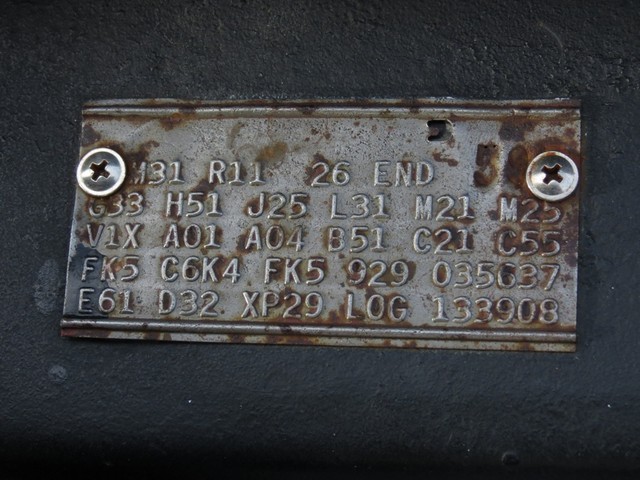 M31 R11 26 END
G33 H51 J25 L31 M21 M25
V1X A01 A04 B51 C21 C55
FK5 C6K4 FK5 929 035637
E61 D32 XP29 LOG 133908